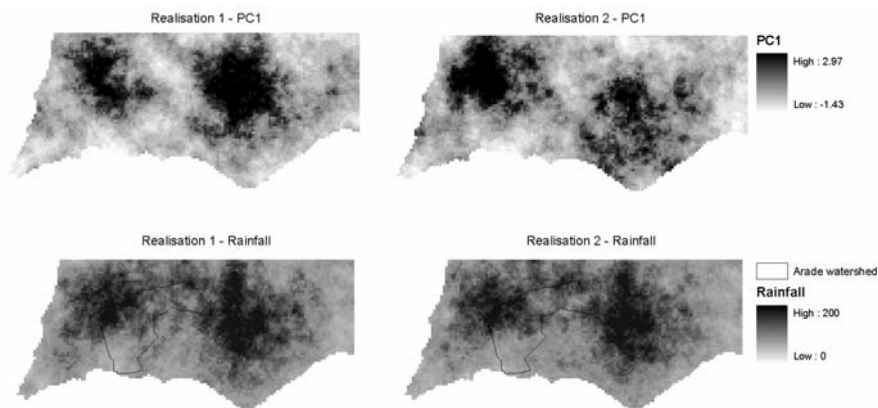 Realisation 1 - PC1
Realisation 2 - PC1
PC1
High : 2.97
Low : -1.43
Realisation 1 - Rainfall
Realisation 2 - Rainfall
Arade watershed
Rainfall
High : 200
Low : 0